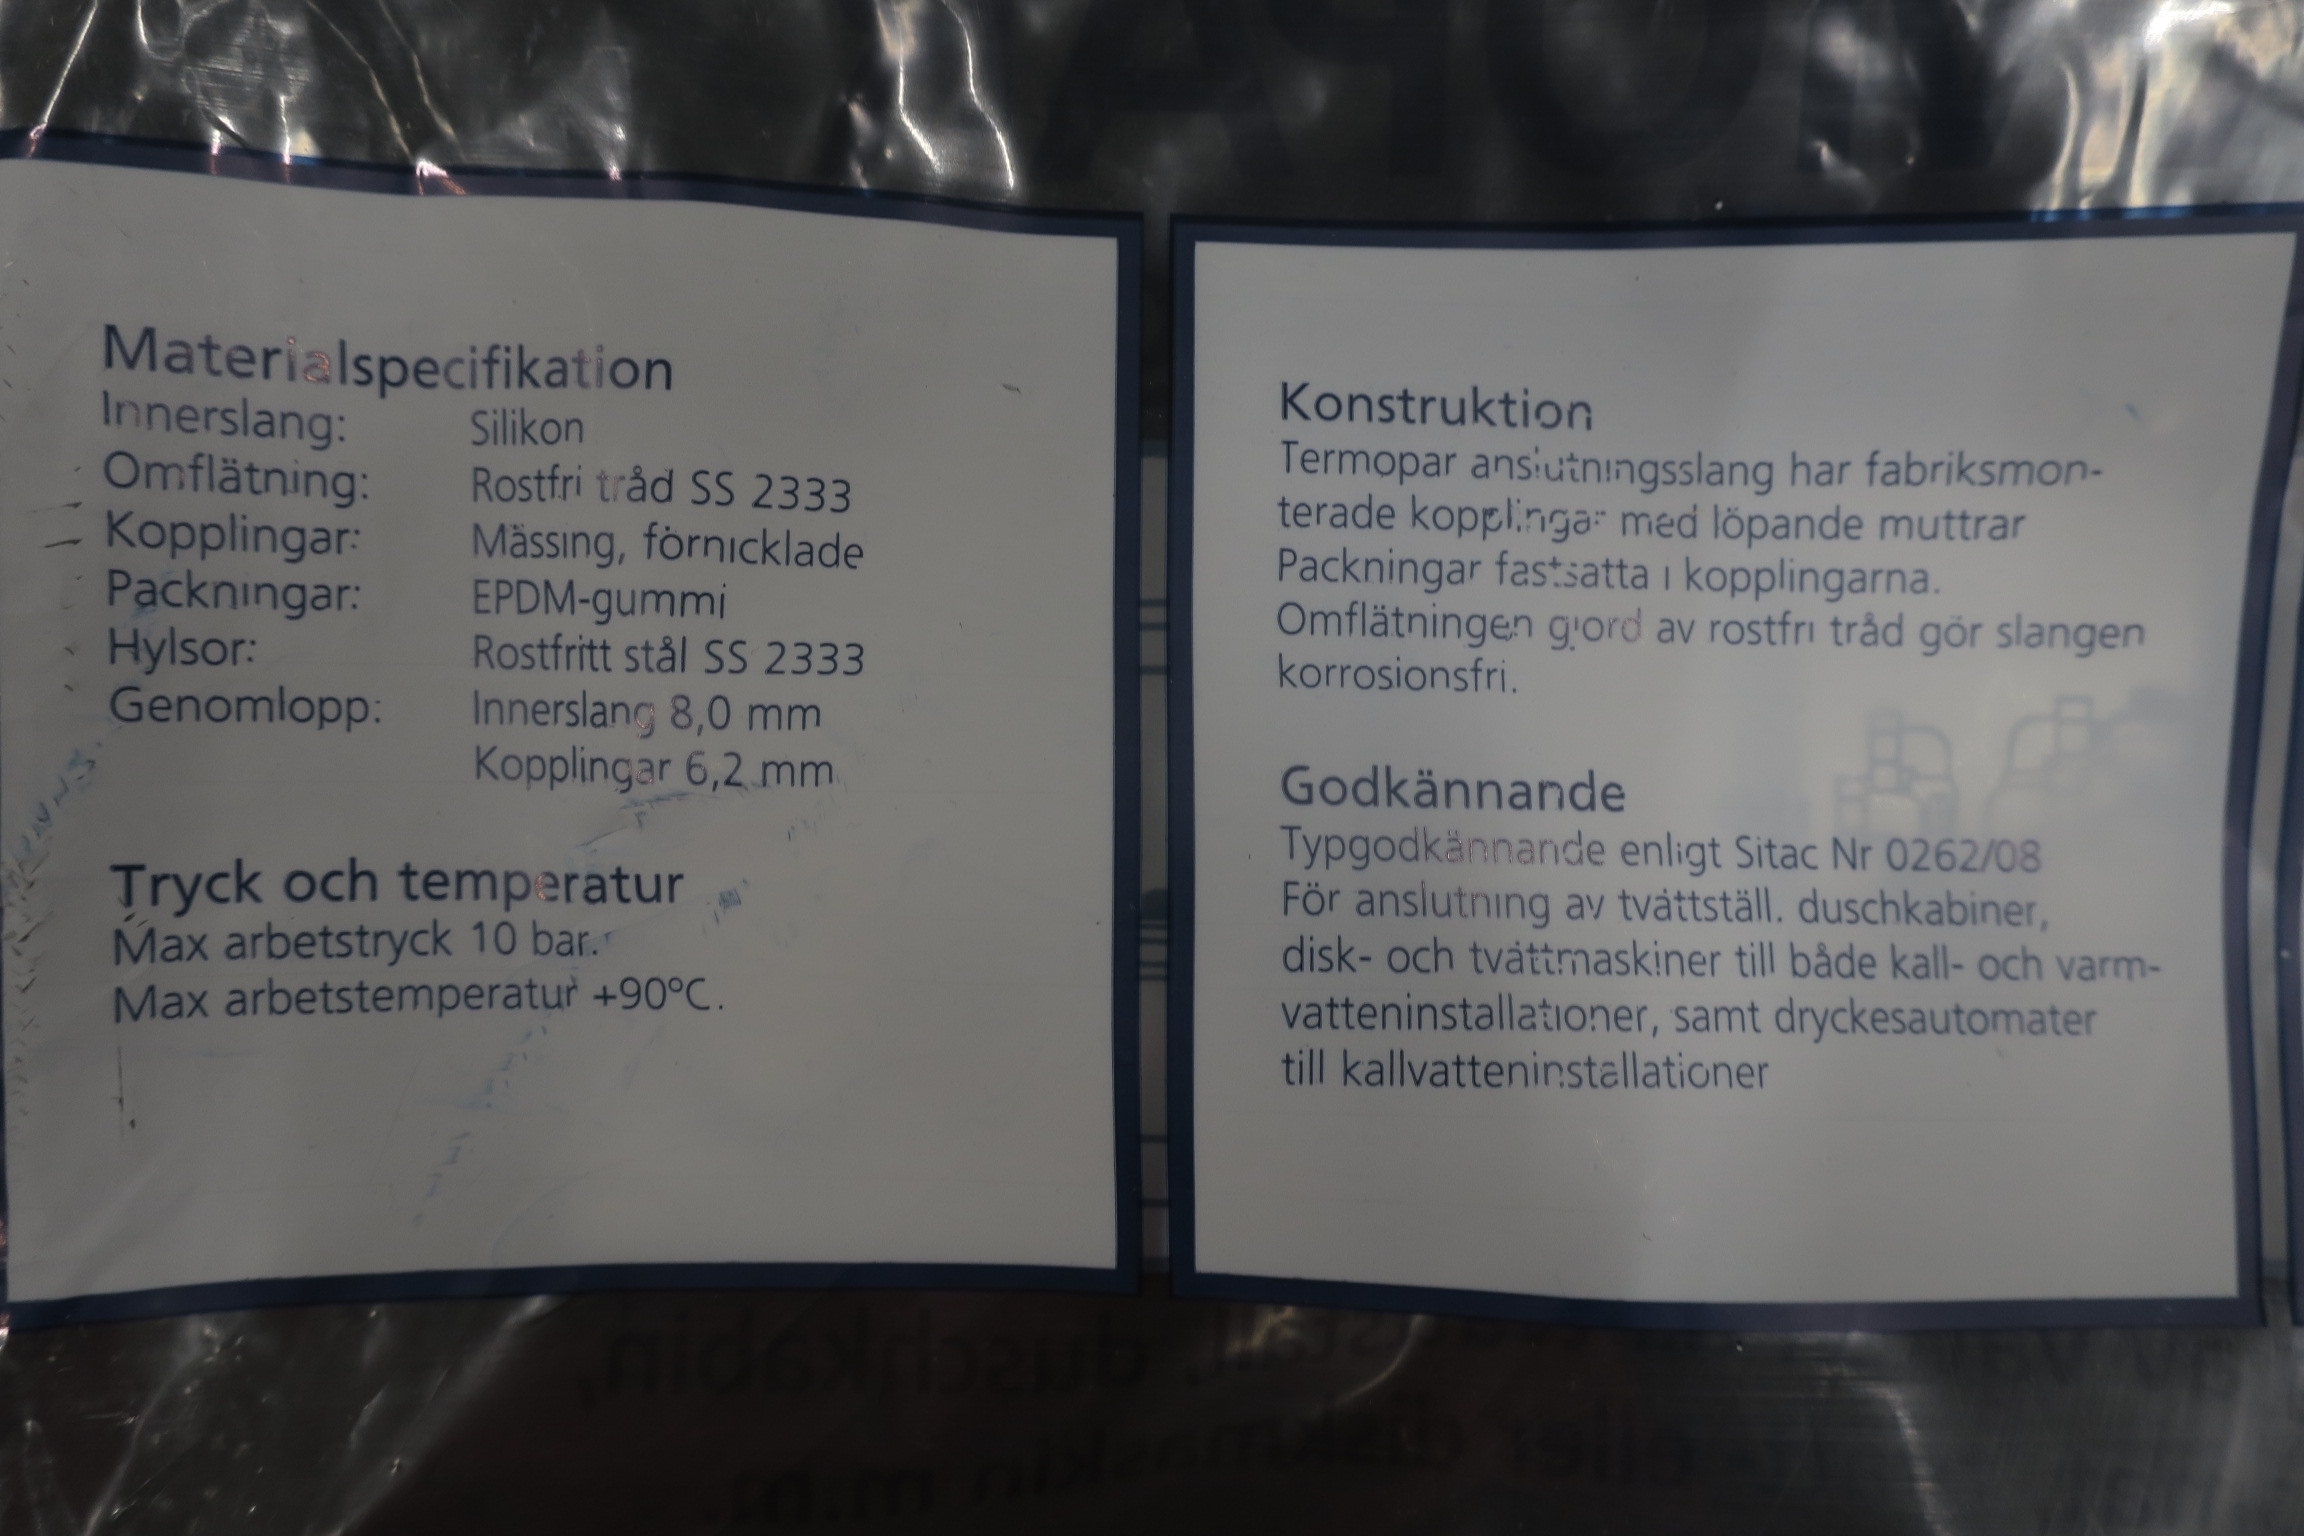 Materialspecifikation
Innerslang: Silikon
Omflätning: Rostfri tråd SS 2333
Kopplingar: Mässing, förnicklade
Packningar: EPDM-gummi
Hylsor: Rostfritt stål SS 2333
Genomlopp: Innerslang 8,0 mm
Kopplingar 6,2 mm
Tryck och temperatur
Max arbetstryck 10 bar.
Max arbetstemperatur +90°C.
Konstruktion
Termopar anslutningsslang har fabriksmon-
terade kopplingar med löpande muttrar
Packningar fastsatta i kopplingarna.
Omflätningen gjord av rostfri tråd gör slangen
korrosionsfri.
Godkännande
Typgodkännande enligt Sitac Nr 0262/08
För anslutning av tvättställ. duschkabiner,
disk- och tvättmaskiner till både kall- och varm-
vatteninstallationer, samt dryckesautomater
till kallvatteninstallationer
duschkabin,
diskmaskin m.m.